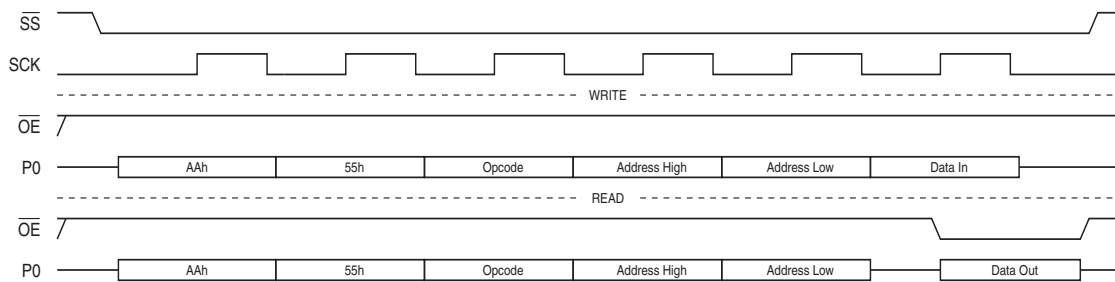 SS
SCK
WRITE
OE
P0 AAh 55h Opcode Address High Address Low Data In
READ
OE
P0 AAh 55h Opcode Address High Address Low Data Out